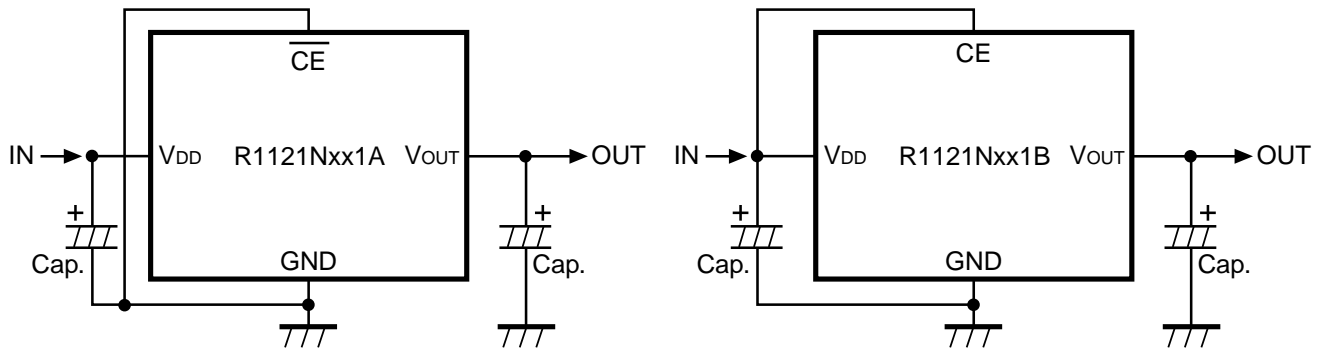 CE
IN
VDD
R1121Nxx1A
VOUT
OUT
+
Cap.
+
Cap.
GND
CE
IN
VDD
R1121Nxx1B
VOUT
OUT
+
Cap.
+
Cap.
GND